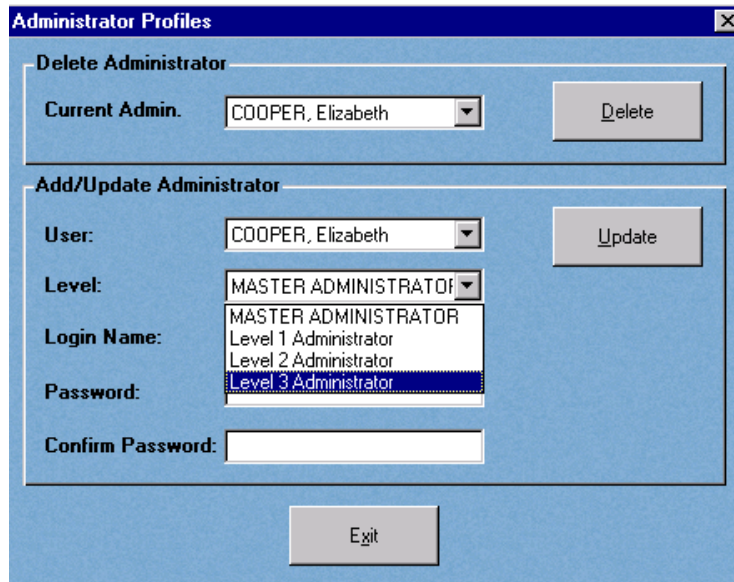 Administrator Profiles
Delete Administrator
Current Admin. COOPER, Elizabeth Delete
Add/Update Administrator
User: COOPER, Elizabeth Update
Level: MASTER ADMINISTRATOR
MASTER ADMINISTRATOR
Login Name: Level 1 Administrator
Level 2 Administrator
Password: Level 3 Administrator
Confirm Password:
Exit